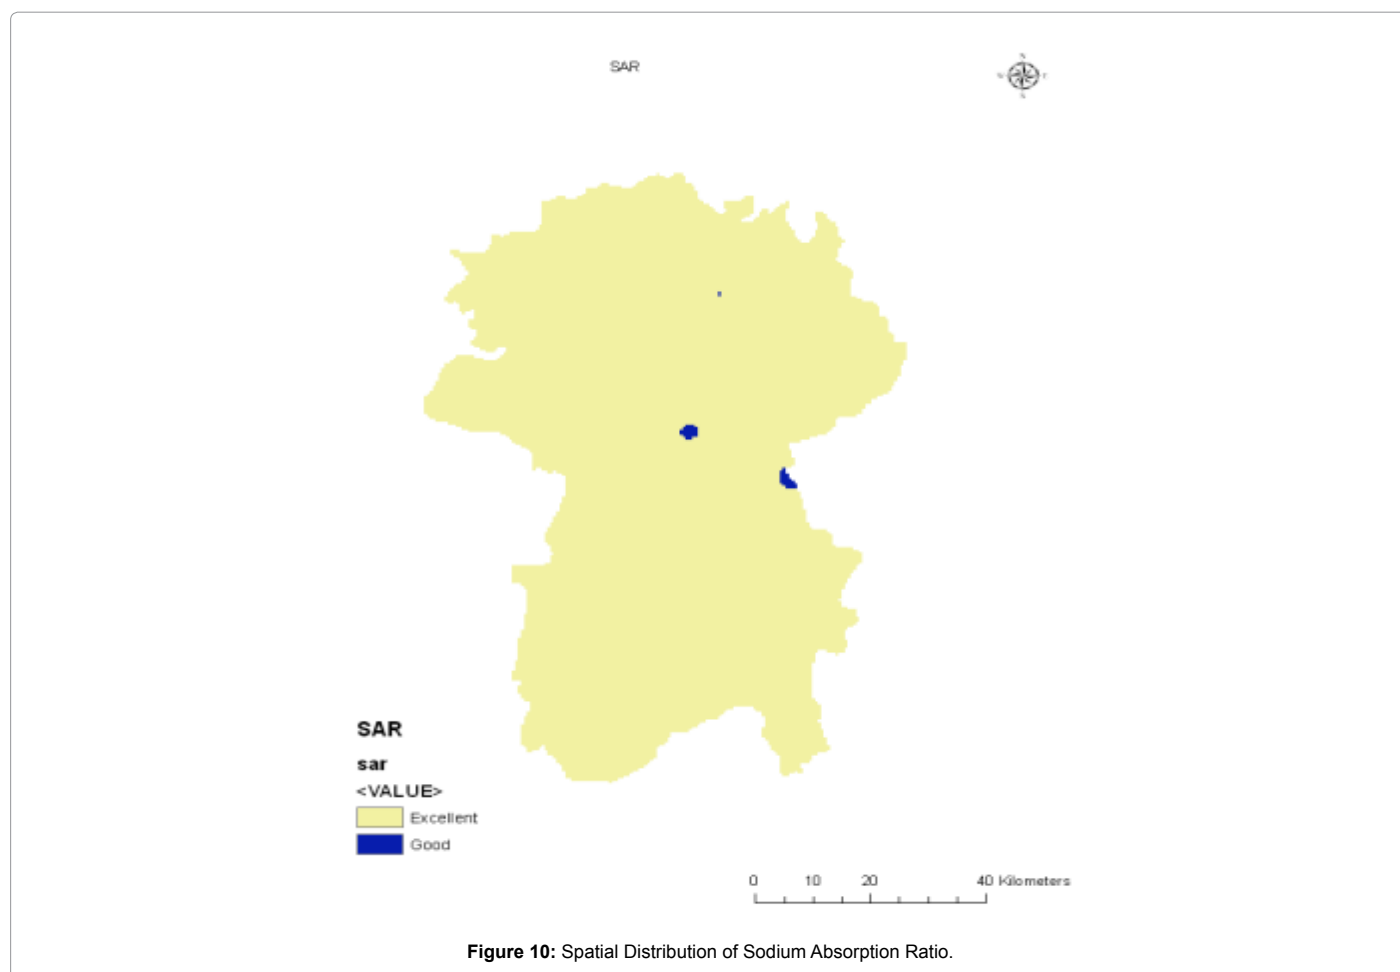 SAR
SAR
sar
<VALUE>
Excellent
Good
0 10 20 40 Kilometers
Figure 10: Spatial Distribution of Sodium Absorption Ratio.